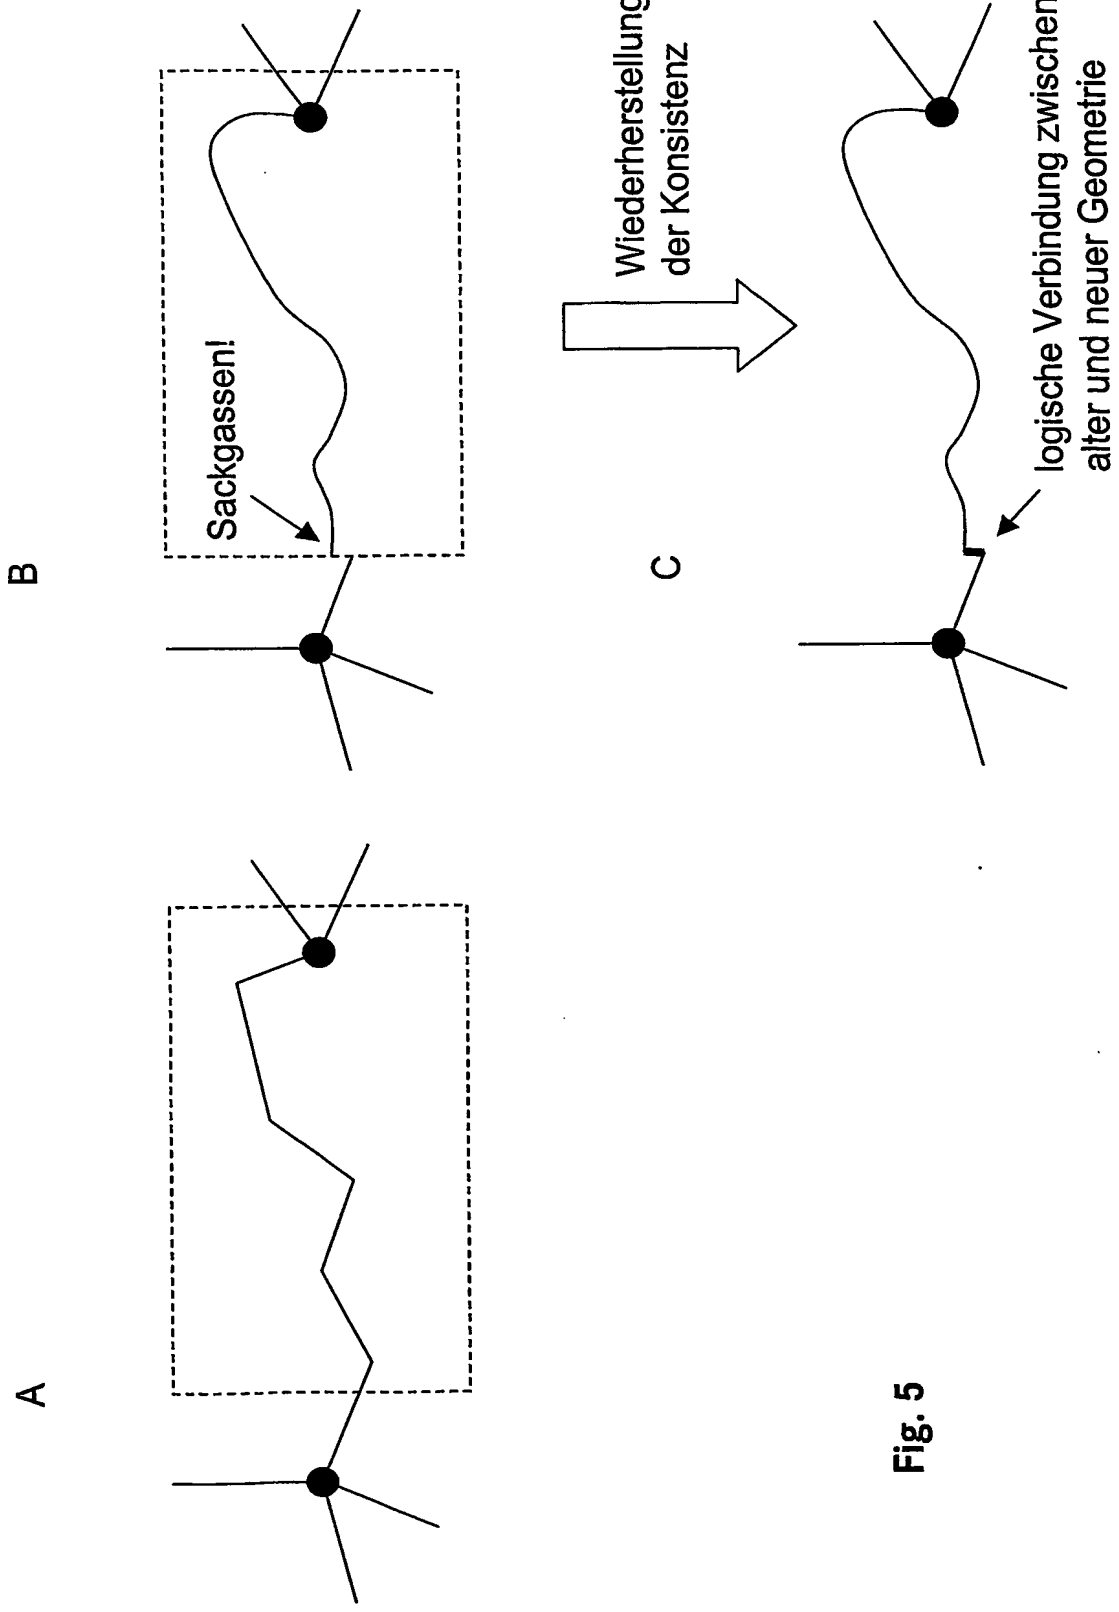 A
B
Sackgassen!
Wiederherstellung
der Konsistenz
C
logische Verbindung zwischen
alter und neuer Geometrie
Fig. 5